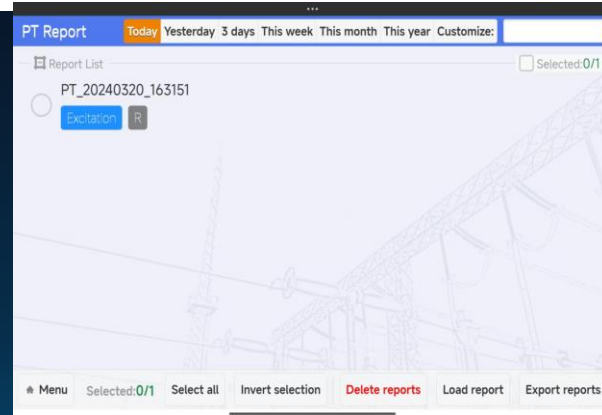 PT Report Today Yesterday 3 days This week This month This year Customize:
Report List Selected:0/1
PT_20240320_163151
Excitation R
Menu Selected:0/1 Select all Invert selection Delete reports Load report Export reports